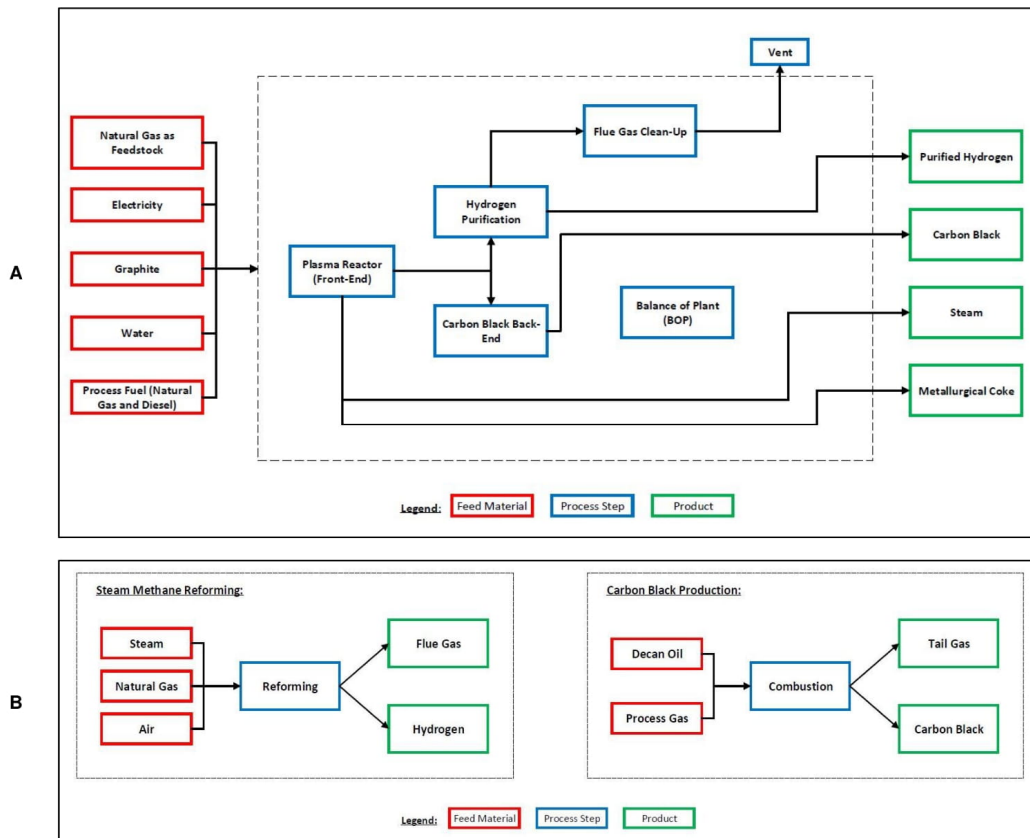 A
Vent
Natural Gas as
Feedstock
Electricity
Graphite
Water
Process Fuel (Natural
Gas and Diesel)
Flue Gas Clean-Up
Hydrogen
Purification
Plasma Reactor
(Front-End)
Carbon Black Back-
End
Balance of Plant
(BOP)
Purified Hydrogen
Carbon Black
Steam
Metallurgical Coke
Legend: Feed Material Process Step Product
B
Steam Methane Reforming:
Steam
Natural Gas
Air
Reforming
Flue Gas
Hydrogen
Carbon Black Production:
Decan Oil
Process Gas
Combustion
Tail Gas
Carbon Black
Legend: Feed Material Process Step Product